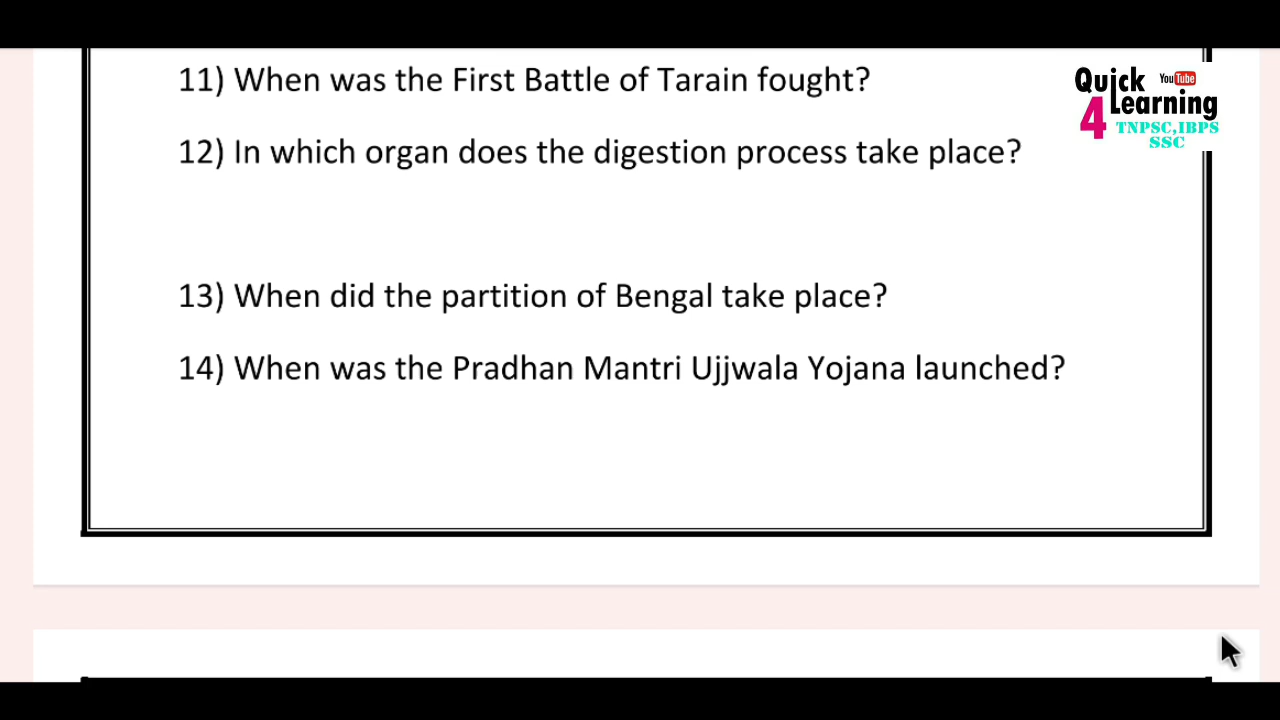 11) When was the First Battle of Tarain fought?
Quick YouTube
4 Learning
TNPSC,IBPS
SSC
12) In which organ does the digestion process take place?
13) When did the partition of Bengal take place?
14) When was the Pradhan Mantri Ujjwala Yojana launched?